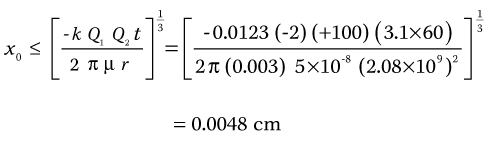 x₀ ≤ [-k Q₁ Q₂ t / 2 π μ r]^(1/3) = [-0.0123 (-2) (+100) (3.1×60) / 2π (0.003) 5×10⁻⁸ (2.08×10⁹)²]^(1/3)
= 0.0048 cm